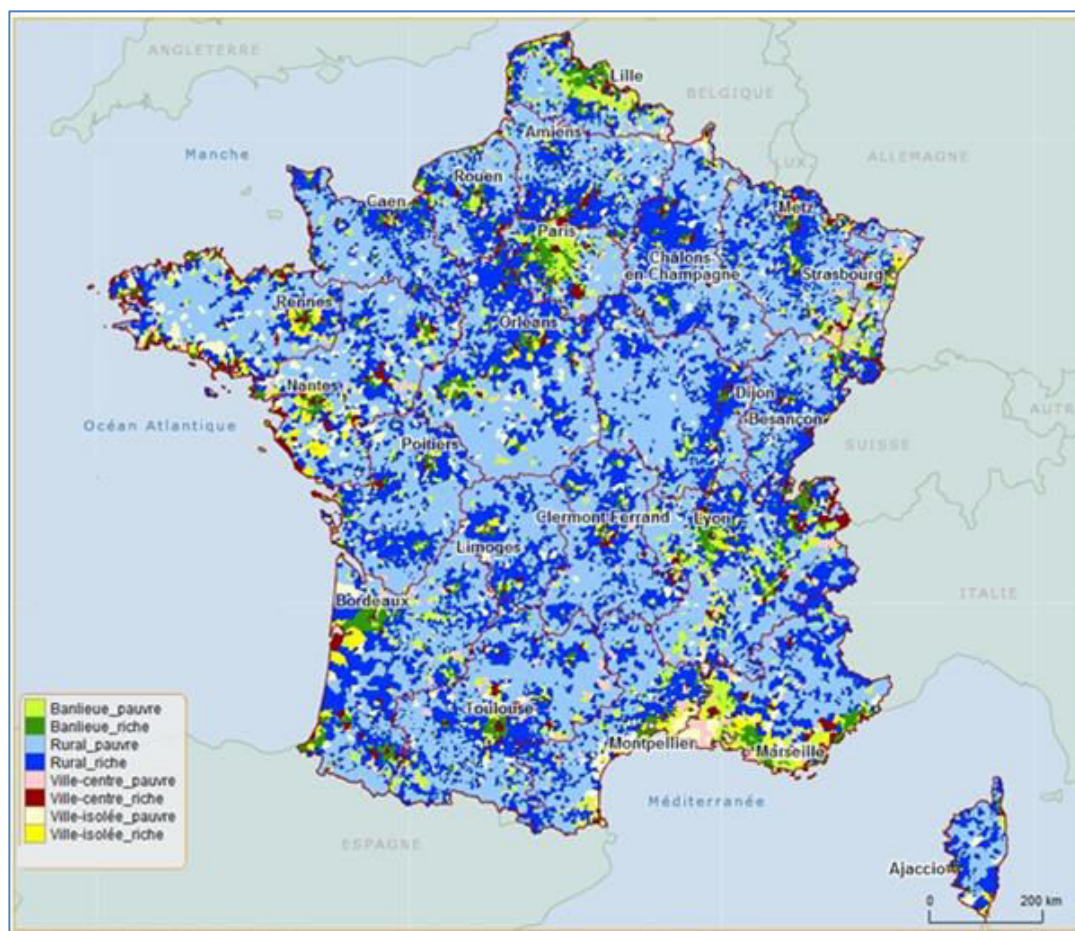 ANGLETERRE
Lille
BELGIQUE
Manche
Amiens
ALLEMAGNE
LUX.
Rouen
Caen
Metz
Paris
Châlons
en Champagne
Strasbourg
Rennes
Orléans
Nantes
Dijon
Besançon
AUTR
Océan Atlantique
Poitiers
SUISSE
Clermont Ferrand
Lyon
Limoges
Bordeaux
ITALIE
Toulouse
Montpellier
Marseille
Méditerranée
ESPAGNE
Ajaccio
0 200 km
Banlieue_pauvre
Banlieue_riche
Rural_pauvre
Rural_riche
Ville-centre_pauvre
Ville-centre_riche
Ville-isolée_pauvre
Ville-isolée_riche